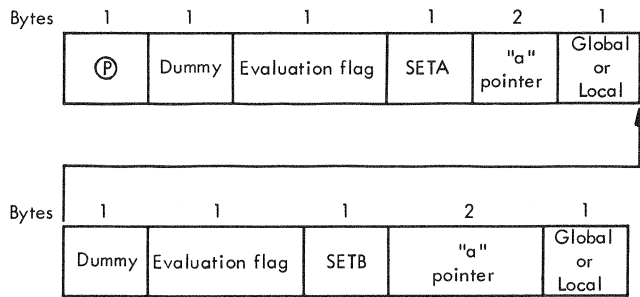 Bytes 1 1 1 1 2 1
Ⓟ Dummy Evaluation flag SETA "a" pointer Global or Local
Bytes 1 1 1 2 1
Dummy Evaluation flag SETB "a" pointer Global or Local